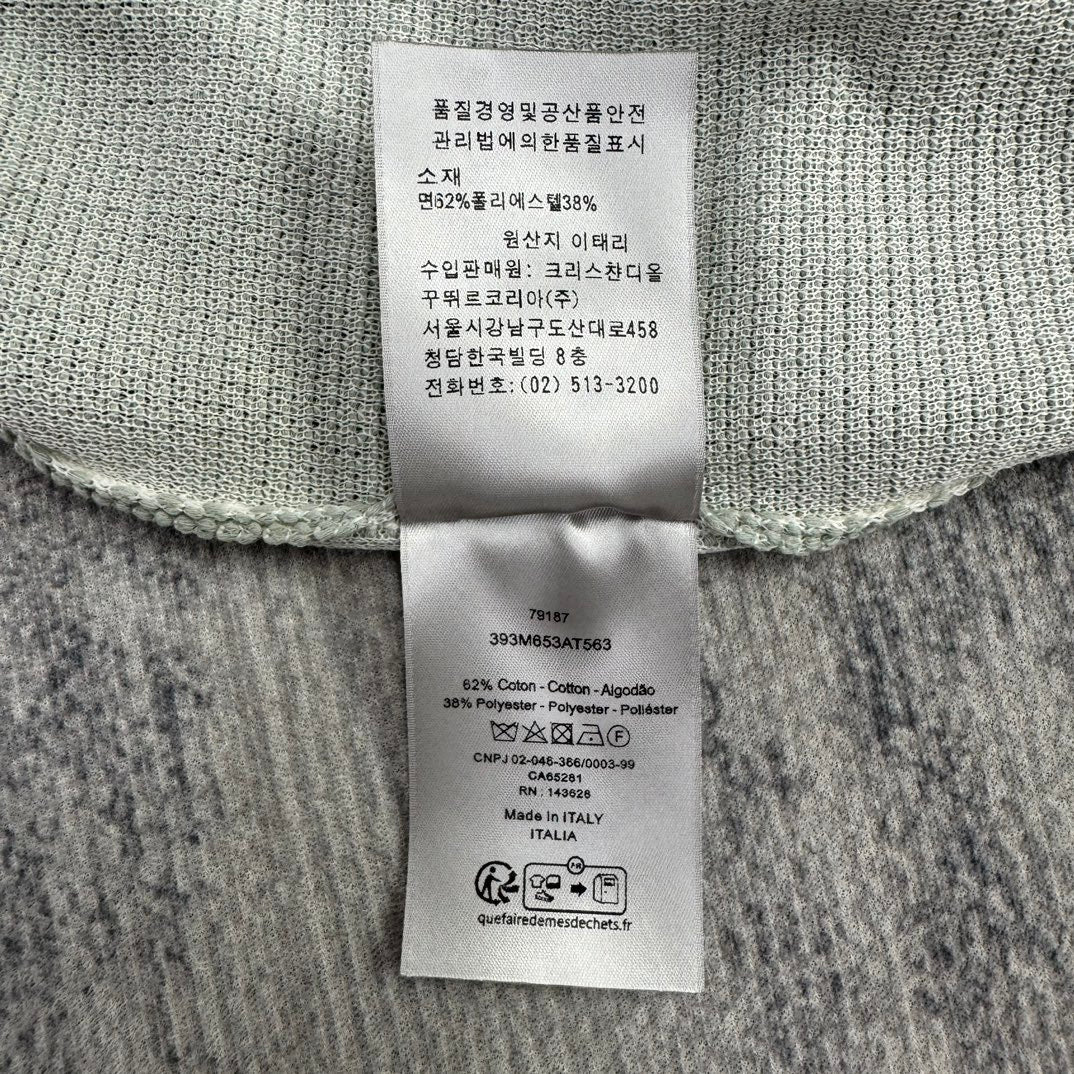 품질경영및공산품안전
관리법에의한품질표시
소재
면62%폴리에스텔38%
원산지 이태리
수입판매원: 크리스챤디올
꾸뛰르코리아(주)
서울시강남구도산대로458
청담한국빌딩 8층
전화번호:(02) 513-3200
79187
393M653AT563
62% Coton - Cotton - Algodão
38% Polyester - Polyester - Poliéster
F
CNPJ 02-046-366/0003-99
CA65281
RN : 143626
Made in ITALY
ITALIA
FR
quefairedemesdechets.fr